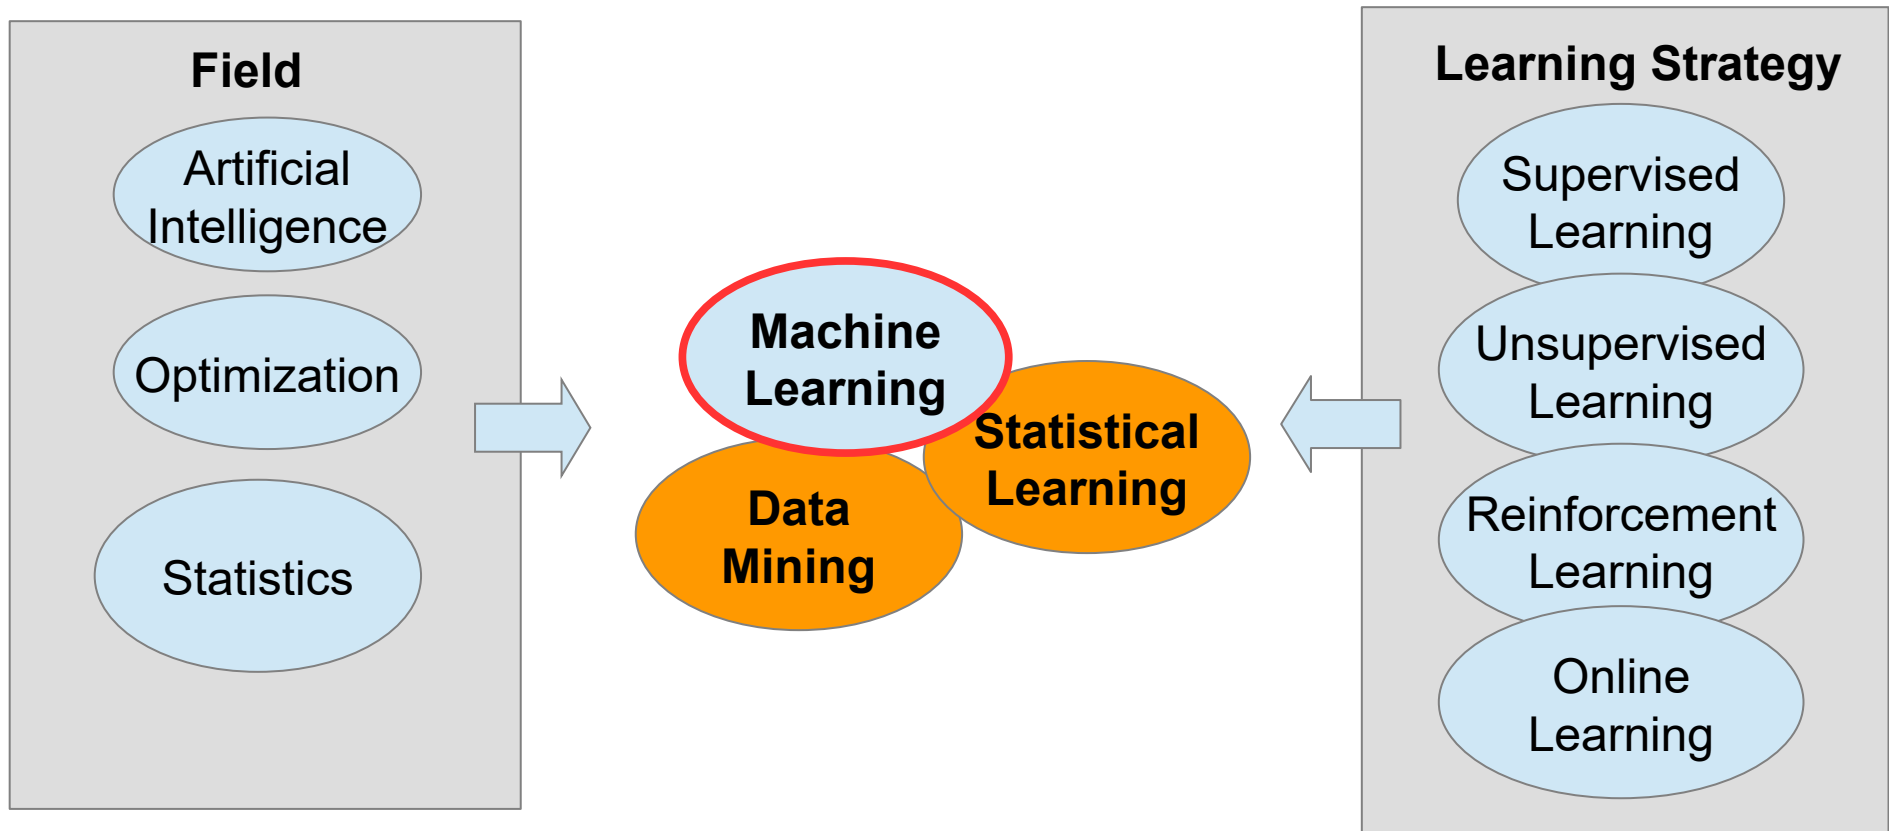 Field
Artificial
Intelligence
Optimization
Statistics
Machine
Learning
Statistical
Learning
Data
Mining
Learning Strategy
Supervised
Learning
Unsupervised
Learning
Reinforcement
Learning
Online
Learning